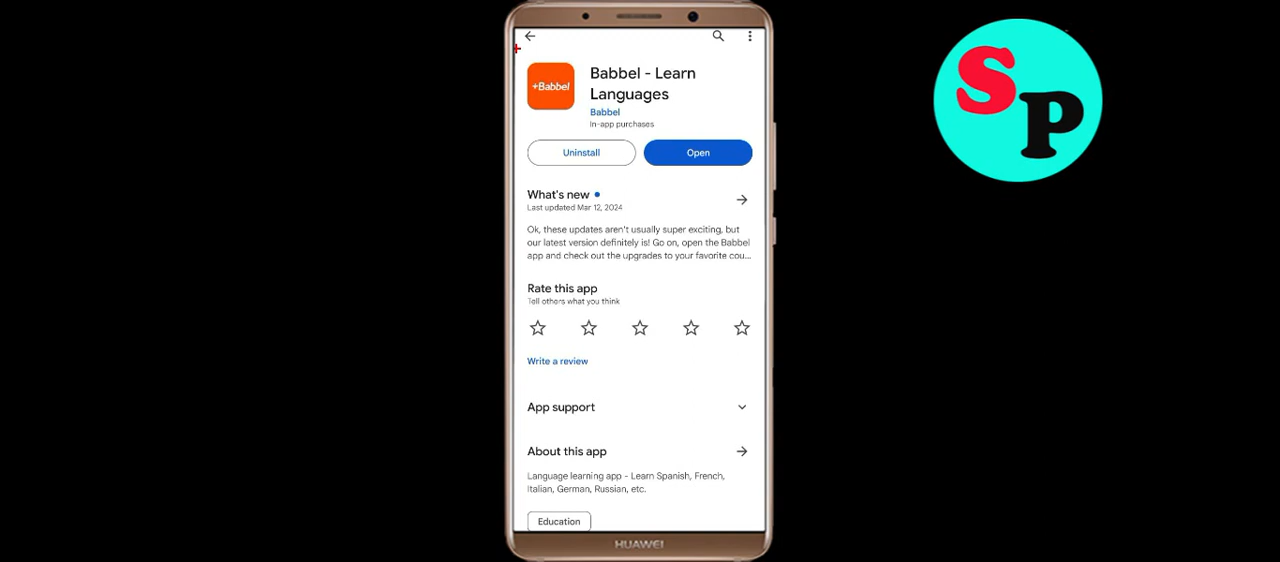 Babbel - Learn
Languages
+Babbel
Babbel
In-app purchases
Uninstall
Open
What's new
Last updated Mar 12, 2024
Ok, these updates aren't usually super exciting, but
our latest version definitely is! Go on, open the Babbel
app and check out the upgrades to your favorite cou...
Rate this app
Tell others what you think
Write a review
App support
About this app
Language learning app - Learn Spanish, French,
Italian, German, Russian, etc.
Education
HUAWEI
SP